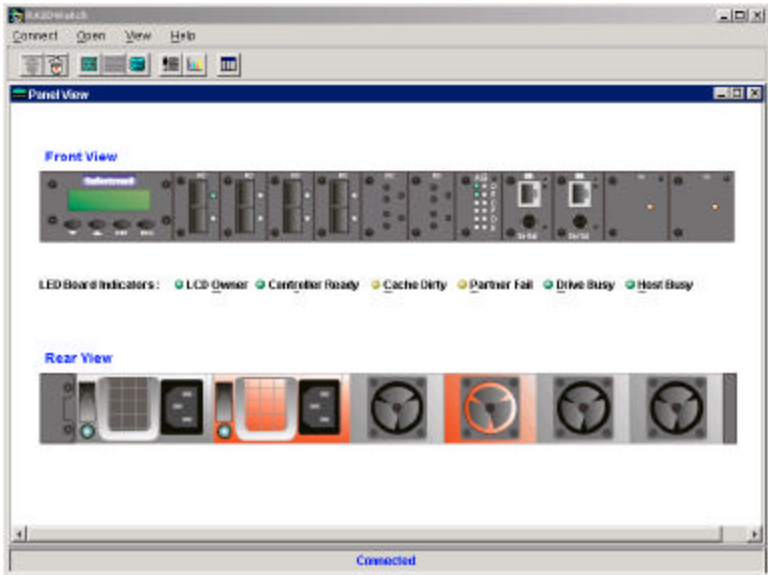 RAIDWatch
Connect Open View Help
Panel View
Front View
LED Board Indicators : LCD Owner Controller Ready Cache Dirty Partner Fail Drive Busy Host Busy
Rear View
Connected